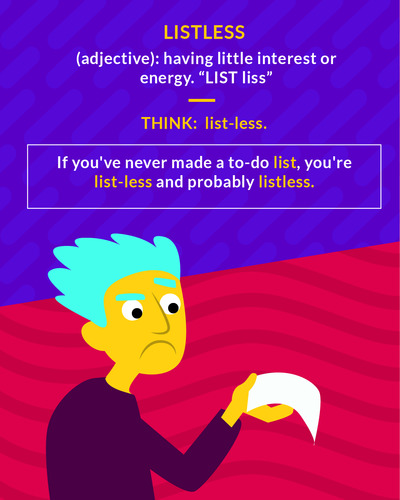 LISTLESS
(adjective): having little interest or
energy. “LIST liss”
THINK: list-less.
If you've never made a to-do list, you're
list-less and probably listless.